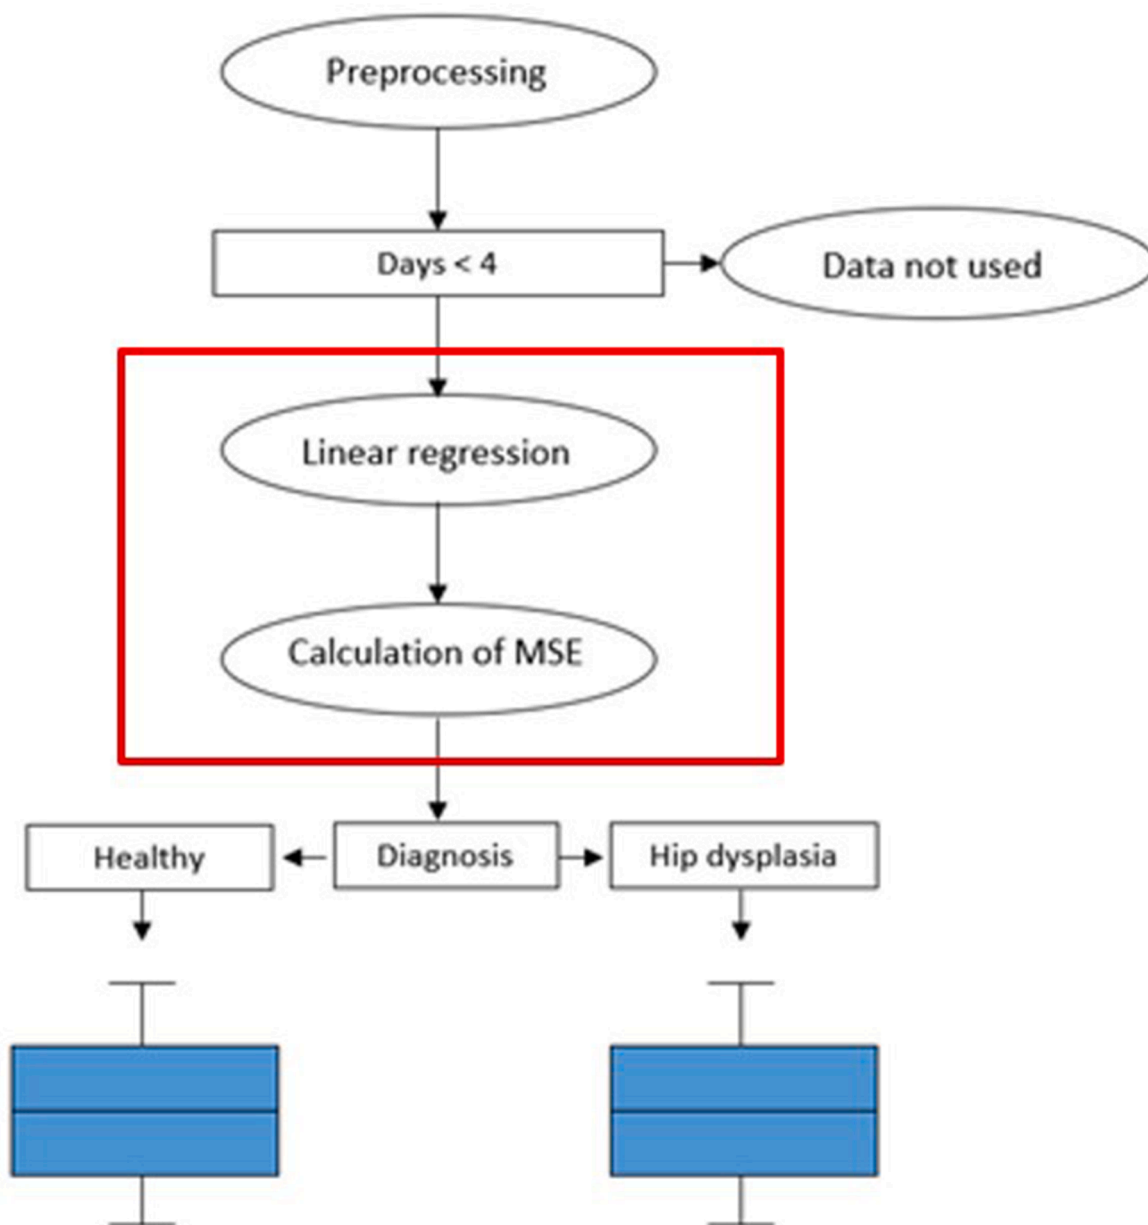 Preprocessing
Days < 4
Data not used
Linear regression
Calculation of MSE
Healthy
Diagnosis
Hip dysplasia